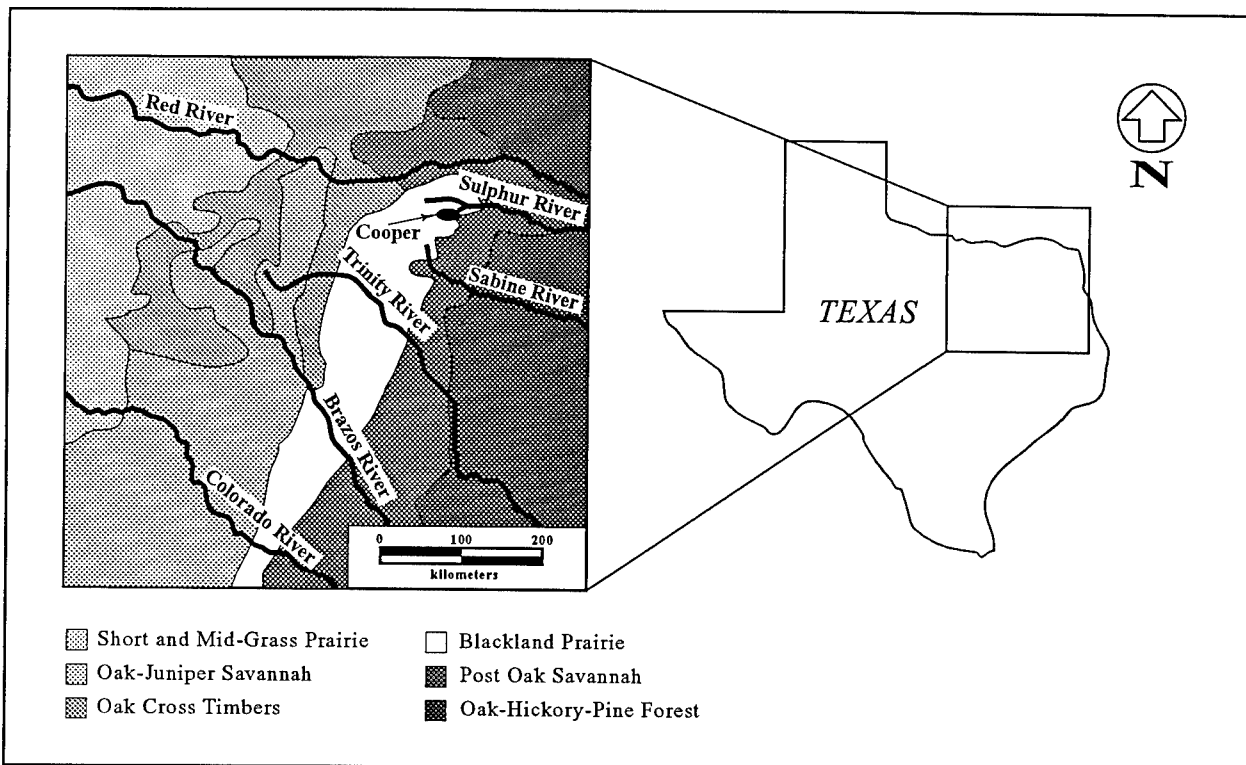 Red River
Sulphur River
Cooper
Trinity River
Sabine River
Brazos River
Colorado River
0 100 200
kilometers
TEXAS
N
Short and Mid-Grass Prairie
Oak-Juniper Savannah
Oak Cross Timbers
Blackland Prairie
Post Oak Savannah
Oak-Hickory-Pine Forest